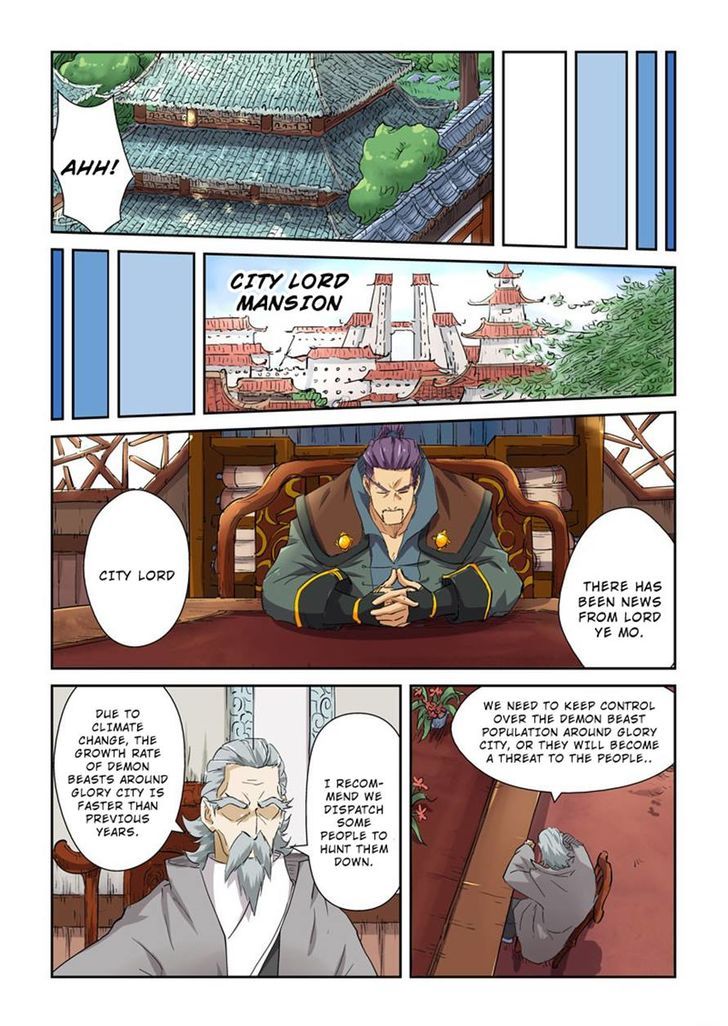 AHH!
CITY LORD
MANSION
CITY LORD
THERE HAS
BEEN NEWS
FROM LORD
YE MO.
DUE TO
CLIMATE
CHANGE, THE
GROWTH RATE
OF DEMON
BEASTS AROUND
GLORY CITY IS
FASTER THAN
PREVIOUS
YEARS.
I RECOM-
MEND WE
DISPATCH
SOME
PEOPLE TO
HUNT THEM
DOWN.
WE NEED TO KEEP CONTROL
OVER THE DEMON BEAST
POPULATION AROUND GLORY
CITY, OR THEY WILL BECOME
A THREAT TO THE PEOPLE..